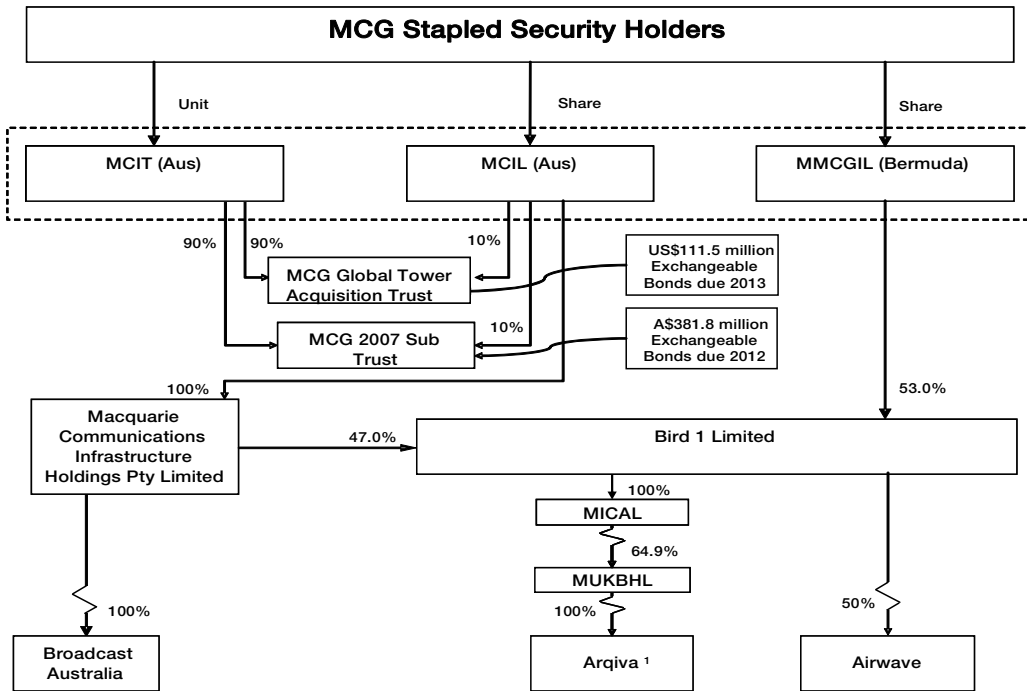 MCG Stapled Security Holders
Unit
Share
Share
MCIT (Aus)
MCIL (Aus)
MMCGIL (Bermuda)
90%
90%
10%
MCG Global Tower
Acquisition Trust
US$111.5 million
Exchangeable
Bonds due 2013
MCG 2007 Sub
Trust
10%
A$381.8 million
Exchangeable
Bonds due 2012
100%
53.0%
Macquarie
Communications
Infrastructure
Holdings Pty Limited
47.0%
Bird 1 Limited
100%
MICAL
64.9%
MUKBHL
100%
100%
50%
Broadcast
Australia
Arqiva 1
Airwave